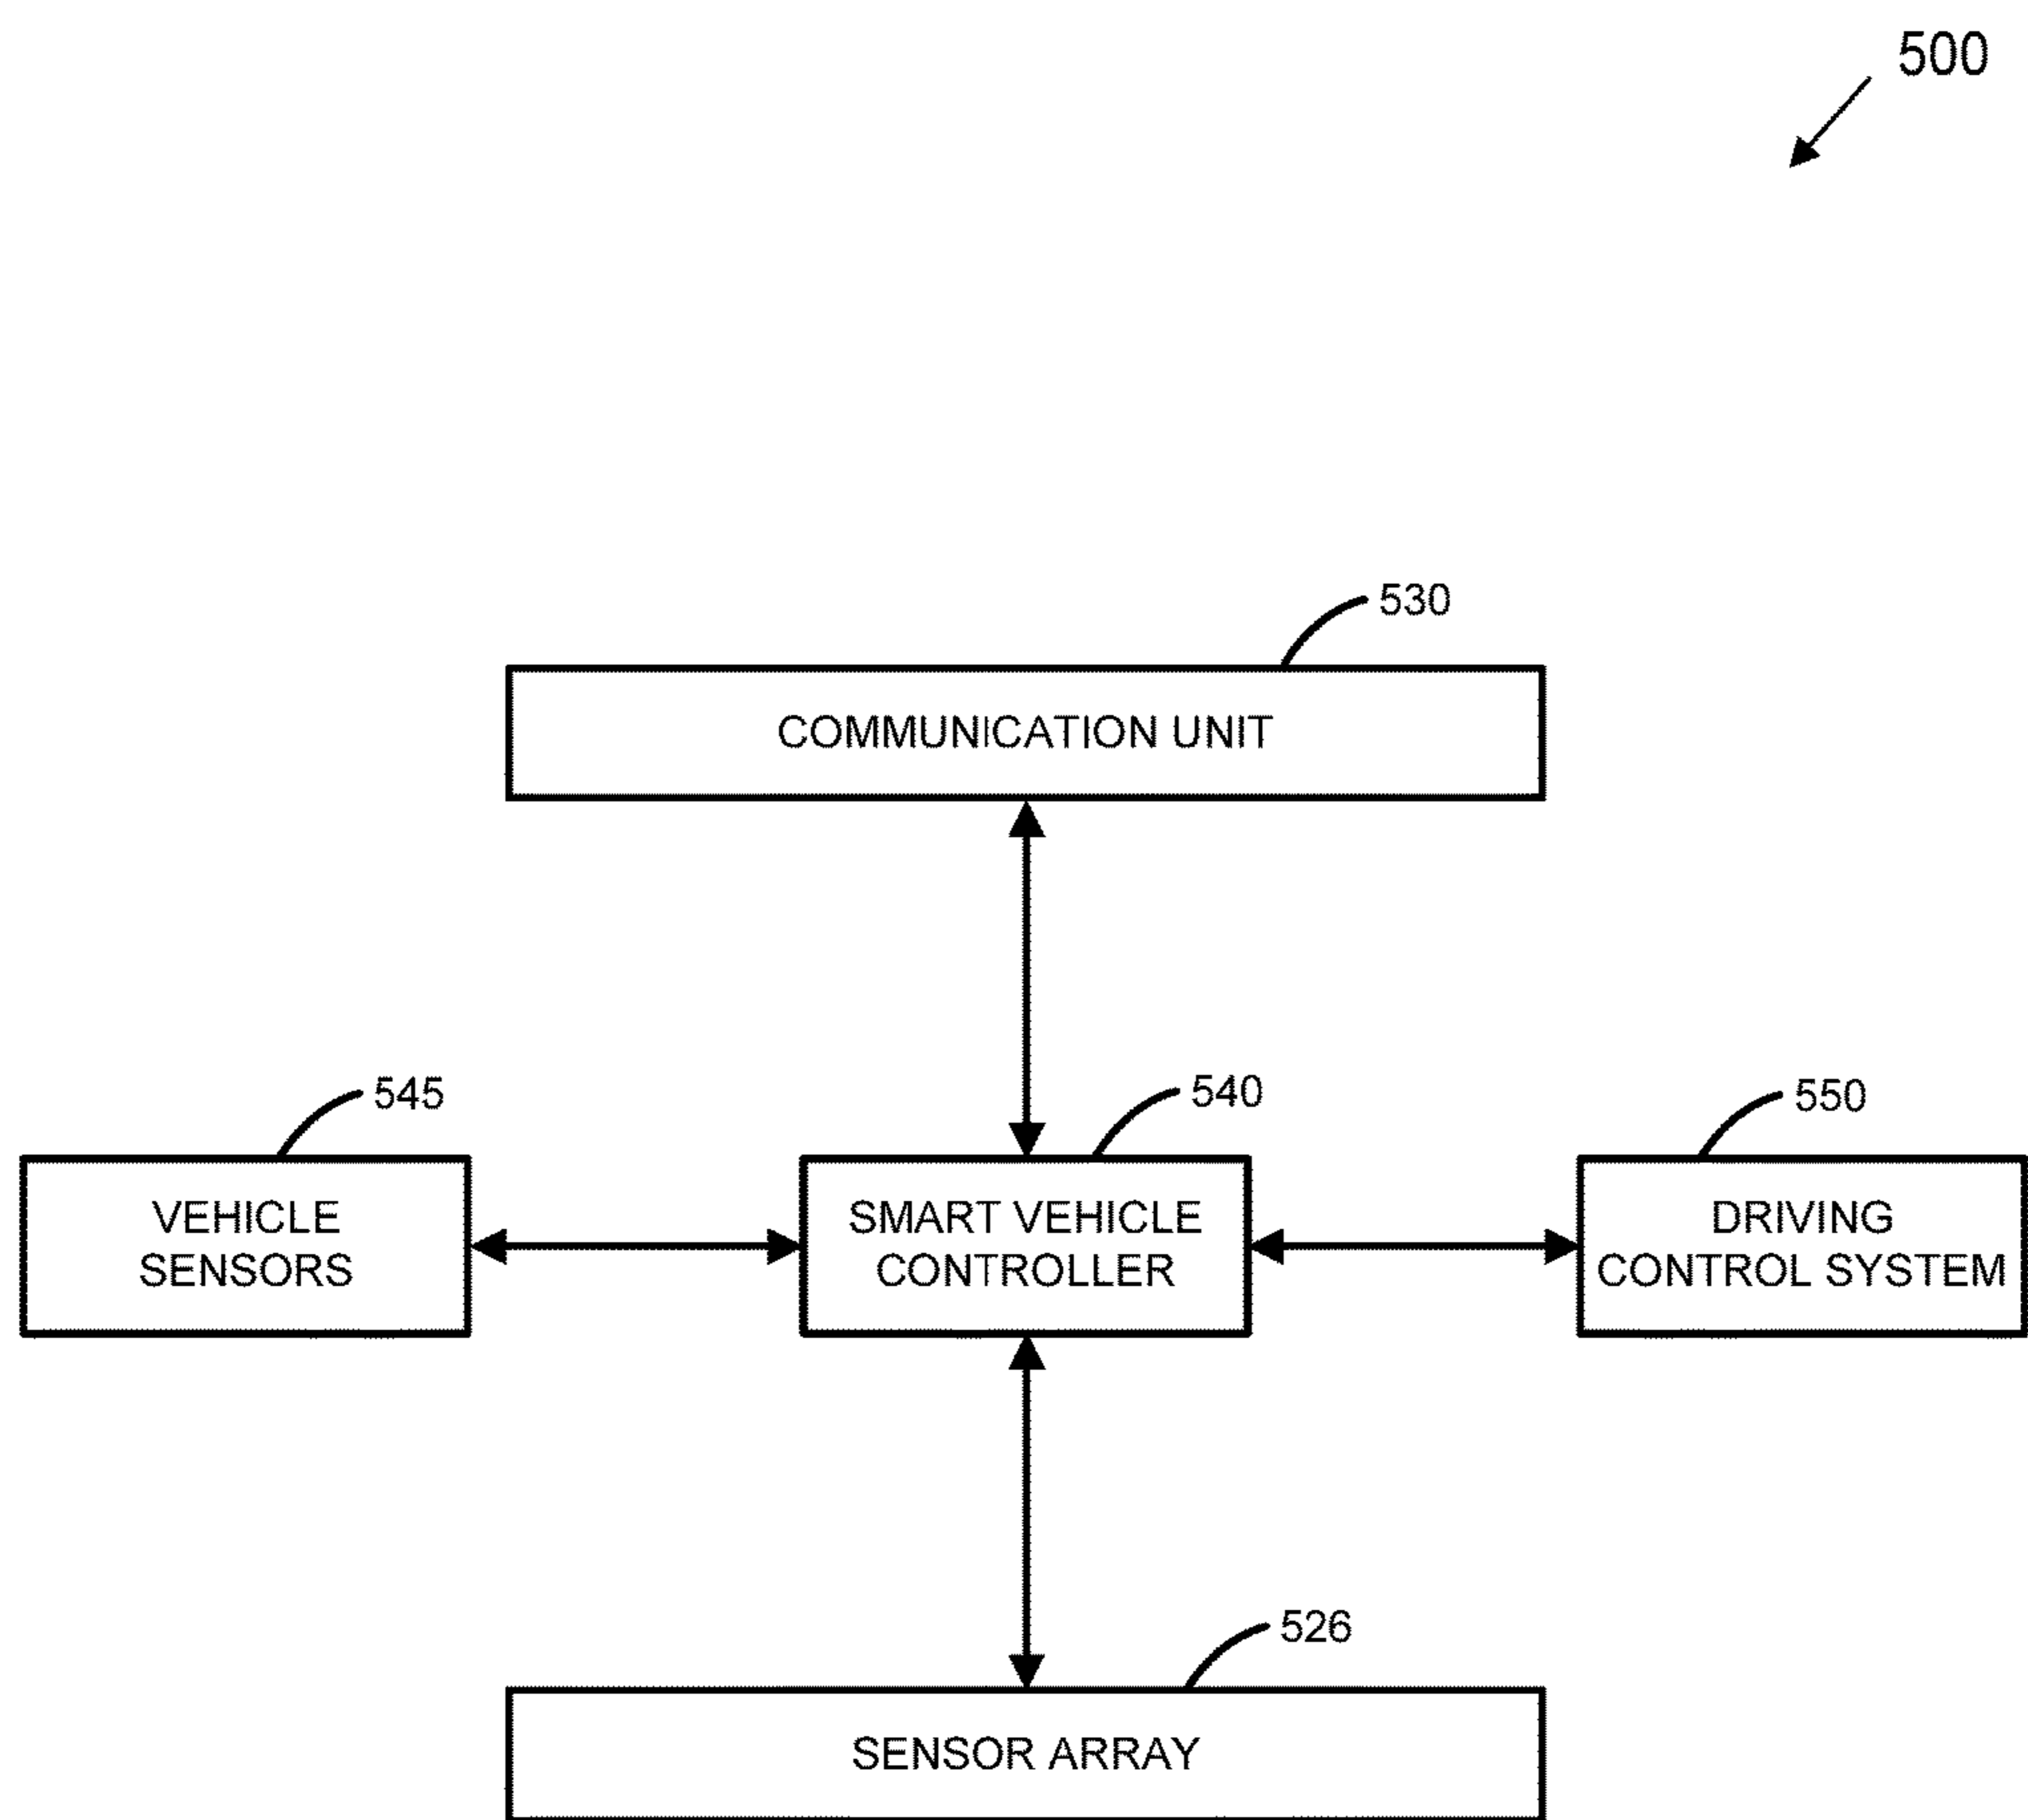 500
530
COMMUNICATION UNIT
545
540
550
VEHICLE
SENSORS
SMART VEHICLE
CONTROLLER
DRIVING
CONTROL SYSTEM
526
SENSOR ARRAY